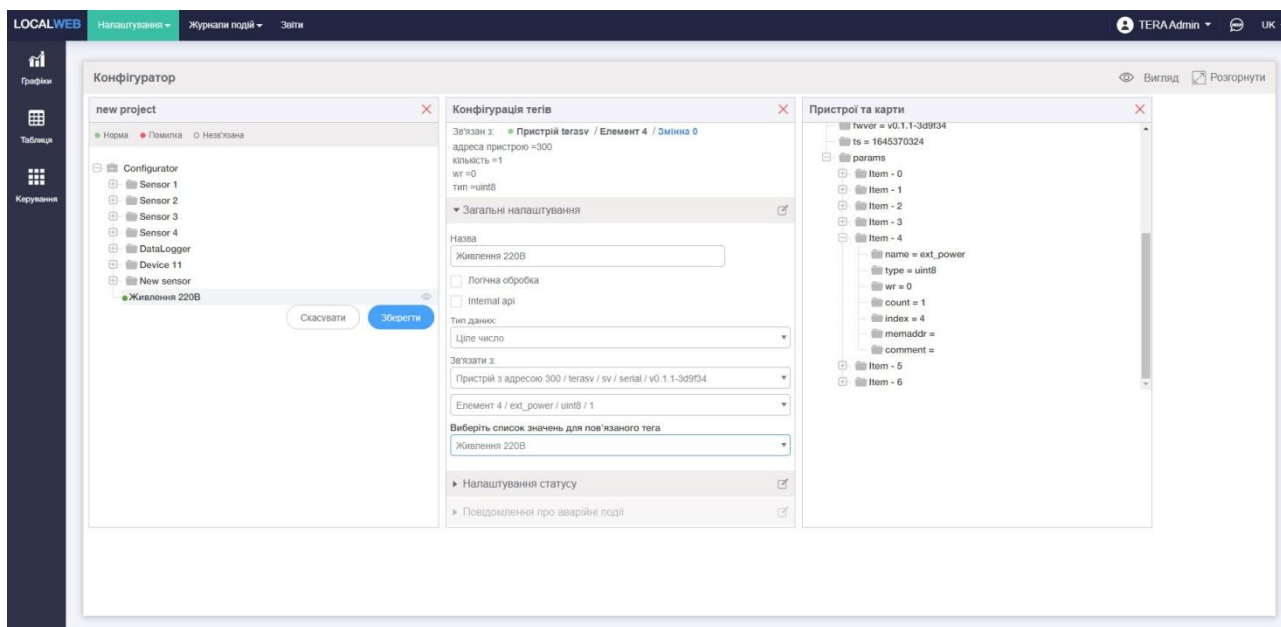 LOCALWEB Налаштування Журнали подій Звіти TERA Admin UK
Графіки
Таблиця
Керування
Конфігуратор Вигляд Розгорнути
new project
Норма Помилка Незв'язана
Configurator
Sensor 1
Sensor 2
Sensor 3
Sensor 4
DataLogger
Device 11
New sensor
Живлення 220В
Скасувати Зберегти
Конфігурація тегів
Зв'язан з: Пристрій terasv / Елемент 4 / Змінна 0
адреса пристрою =300
кількість =1
wr =0
тип =uint8
Загальні налаштування
Назва
Живлення 220В
Логічна обробка
Internal api
Тип даних:
Ціле число
Зв'язати з:
Пристрій з адресою 300 / terasv / sv / serial / v0.1.1-3d9f34
Елемент 4 / ext_power / uint8 / 1
Виберіть список значень для пов'язаного тега
Живлення 220В
Налаштування статусу
Повідомлення про аварійні події
Пристрої та карти
fwver = v0.1.1-3d9f34
ts = 1645370324
params
Item - 0
Item - 1
Item - 2
Item - 3
Item - 4
name = ext_power
type = uint8
wr = 0
count = 1
index = 4
memaddr =
comment =
Item - 5
Item - 6